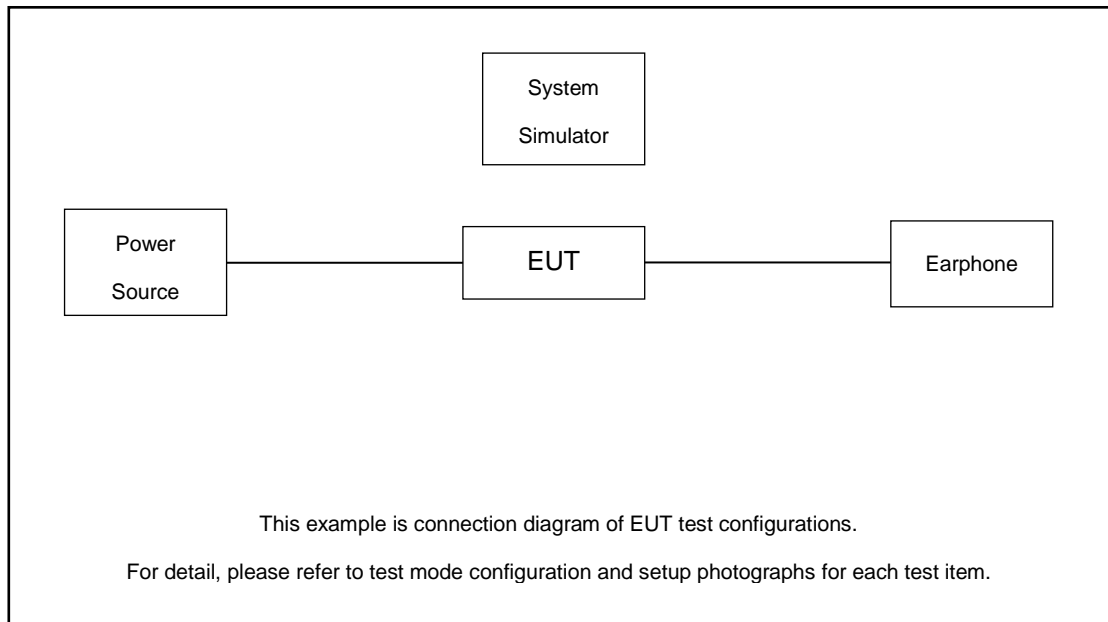 System
Simulator
Power
Source
EUT
Earphone
This example is connection diagram of EUT test configurations.
For detail, please refer to test mode configuration and setup photographs for each test item.